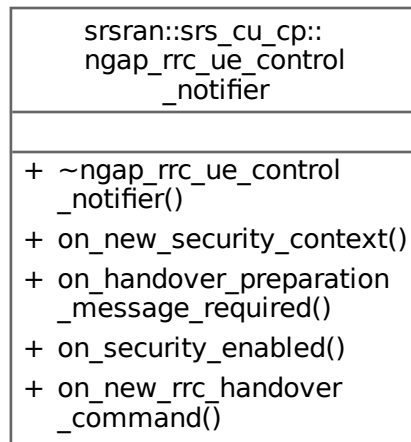 srsran::srs_cu_cp::
ngap_rrc_ue_control
_notifier
+ ~ngap_rrc_ue_control
_notifier()
+ on_new_security_context()
+ on_handover_preparation
_message_required()
+ on_security_enabled()
+ on_new_rrc_handover
_command()